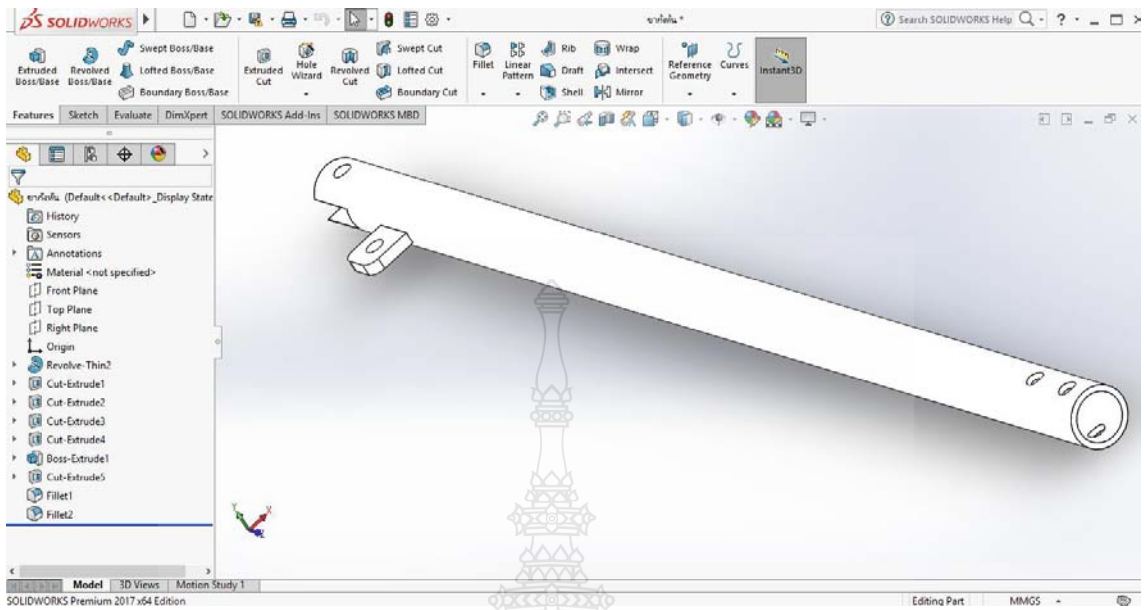 SOLIDWORKS
Search SOLIDWORKS Help
Extruded Boss/Base
Revolved Boss/Base
Swept Boss/Base
Lofted Boss/Base
Boundary Boss/Base
Extruded Cut
Hole Wizard
Revolved Cut
Swept Cut
Lofted Cut
Boundary Cut
Fillet
Linear Pattern
Rib
Draft
Shell
Wrap
Intersect
Mirror
Reference Geometry
Curves
Instant3D
Features Sketch Evaluate DimXpert SOLIDWORKS Add-Ins SOLIDWORKS MBD
(Default<<Default>_Display State
History
Sensors
Annotations
Material <not specified>
Front Plane
Top Plane
Right Plane
Origin
Revolve-Thin2
Cut-Extrude1
Cut-Extrude2
Cut-Extrude3
Cut-Extrude4
Boss-Extrude1
Cut-Extrude5
Fillet1
Fillet2
Y X Z
Model 3D Views Motion Study 1
SOLIDWORKS Premium 2017 x64 Edition Editing Part MMGS